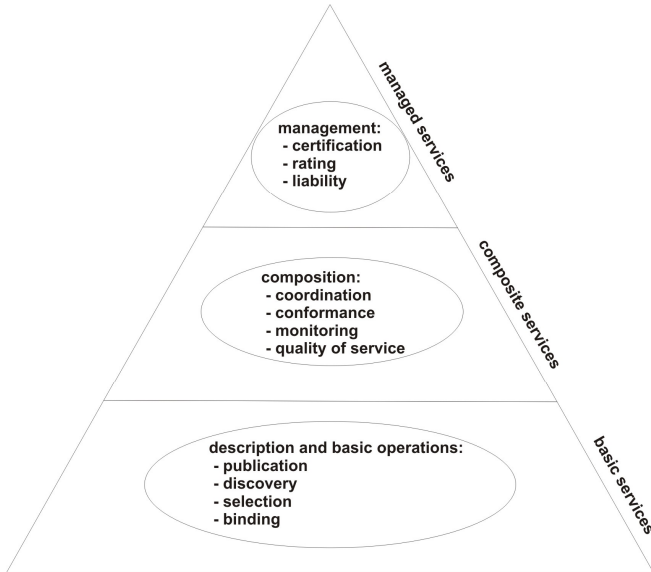 managed services
management:
- certification
- rating
- liability
composite services
composition:
- coordination
- conformance
- monitoring
- quality of service
basic services
description and basic operations:
- publication
- discovery
- selection
- binding